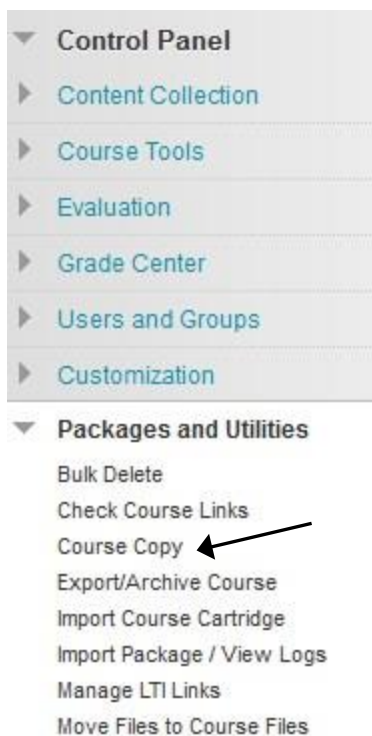 Control Panel
Content Collection
Course Tools
Evaluation
Grade Center
Users and Groups
Customization
Packages and Utilities
Bulk Delete
Check Course Links
Course Copy
Export/Archive Course
Import Course Cartridge
Import Package / View Logs
Manage LTI Links
Move Files to Course Files